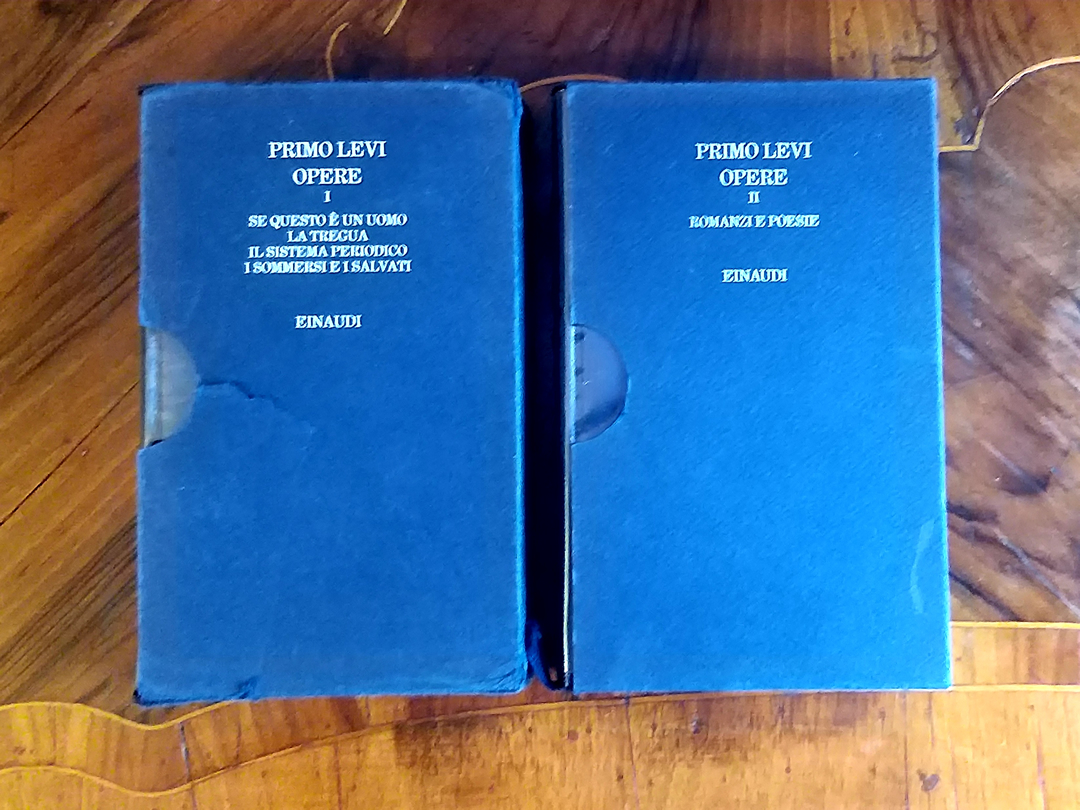 PRIMO LEVI
OPERE
I
SE QUESTO È UN UOMO
LA TREGUA
IL SISTEMA PERIODICO
I SOMMERSI E I SALVATI
EINAUDI
PRIMO LEVI
OPERE
II
ROMANZI E POESIE
EINAUDI